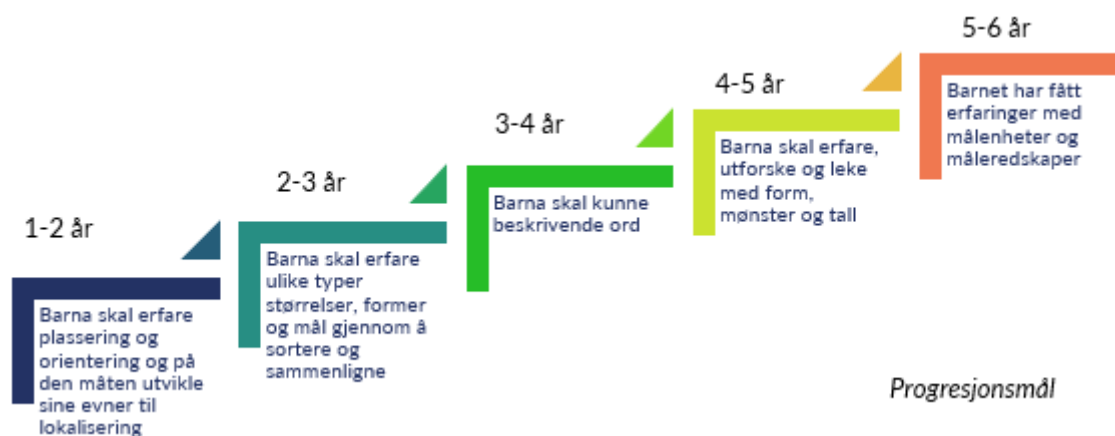 1-2 år
Barna skal erfare
plassering og
orientering og på
den måten utvikle
sine evner til
lokalisering
2-3 år
Barna skal erfare
ulike typer
størrelser, former
og mål gjennom å
sortere og
sammenligne
3-4 år
Barna skal kunne
beskrivende ord
4-5 år
Barna skal erfare,
utforske og leke
med form,
mønster og tall
5-6 år
Barnet har fått
erfaringer med
målenheter og
måleredskaper
Progresjonsmål